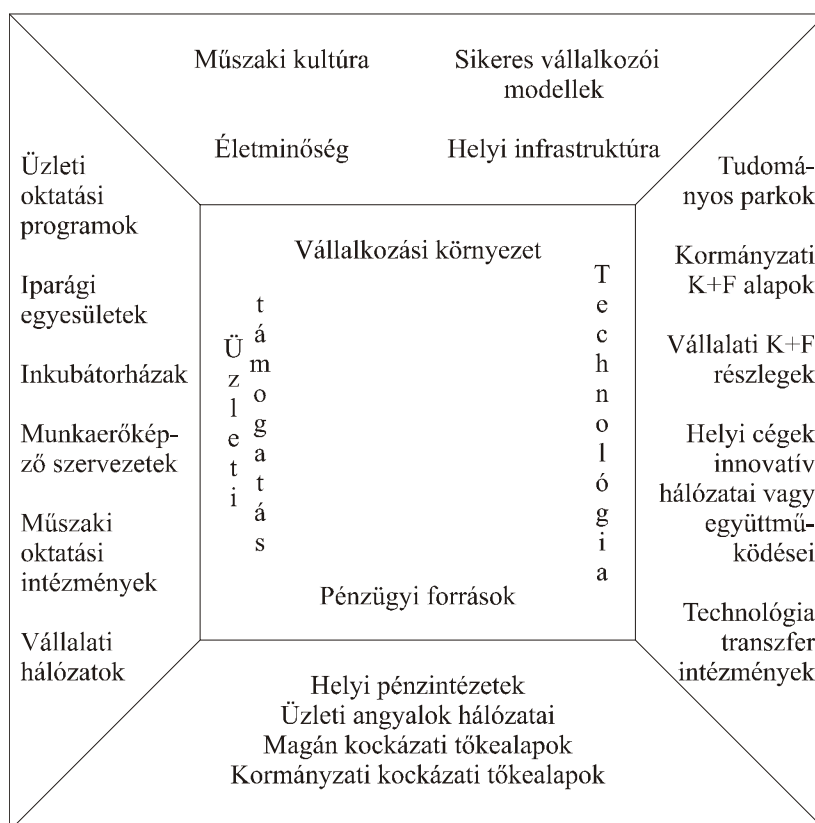 Műszaki kultúra
Sikeres vállalkozói
modellek
Életminőség
Helyi infrastruktúra
Üzleti
oktatási
programok
Iparági
egyesületek
Inkubátorházak
Munkaerőkép-
ző szervezetek
Műszaki
oktatási
intézmények
Vállalati
hálózatok
Vállalkozási környezet
Üzleti
támogatás
Technológia
Pénzügyi források
Tudomá-
nyos parkok
Kormányzati
K+F alapok
Vállalati K+F
részlegek
Helyi cégek
innovatív
hálózatai vagy
együttmű-
ködései
Technológia
transzfer
intézmények
Helyi pénzintézetek
Üzleti angyalok hálózatai
Magán kockázati tőkealapok
Kormányzati kockázati tőkealapok